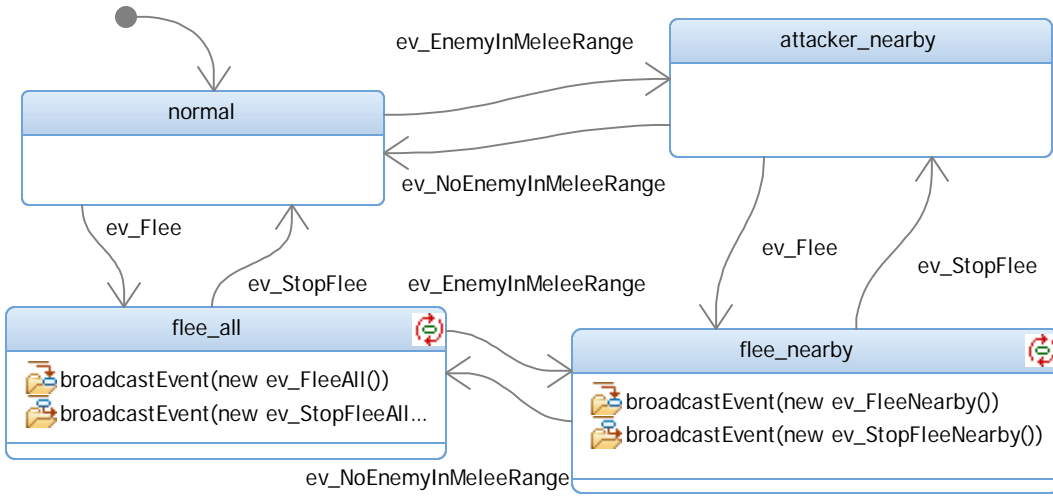 ev_EnemyInMeleeRange
attacker_nearby
normal
ev_NoEnemyInMeleeRange
ev_Flee
ev_Flee
ev_StopFlee
ev_StopFlee
ev_EnemyInMeleeRange
flee_all
broadcastEvent(new ev_FleeAll())
broadcastEvent(new ev_StopFleeAll...
flee_nearby
broadcastEvent(new ev_FleeNearby())
broadcastEvent(new ev_StopFleeNearby())
ev_NoEnemyInMeleeRange